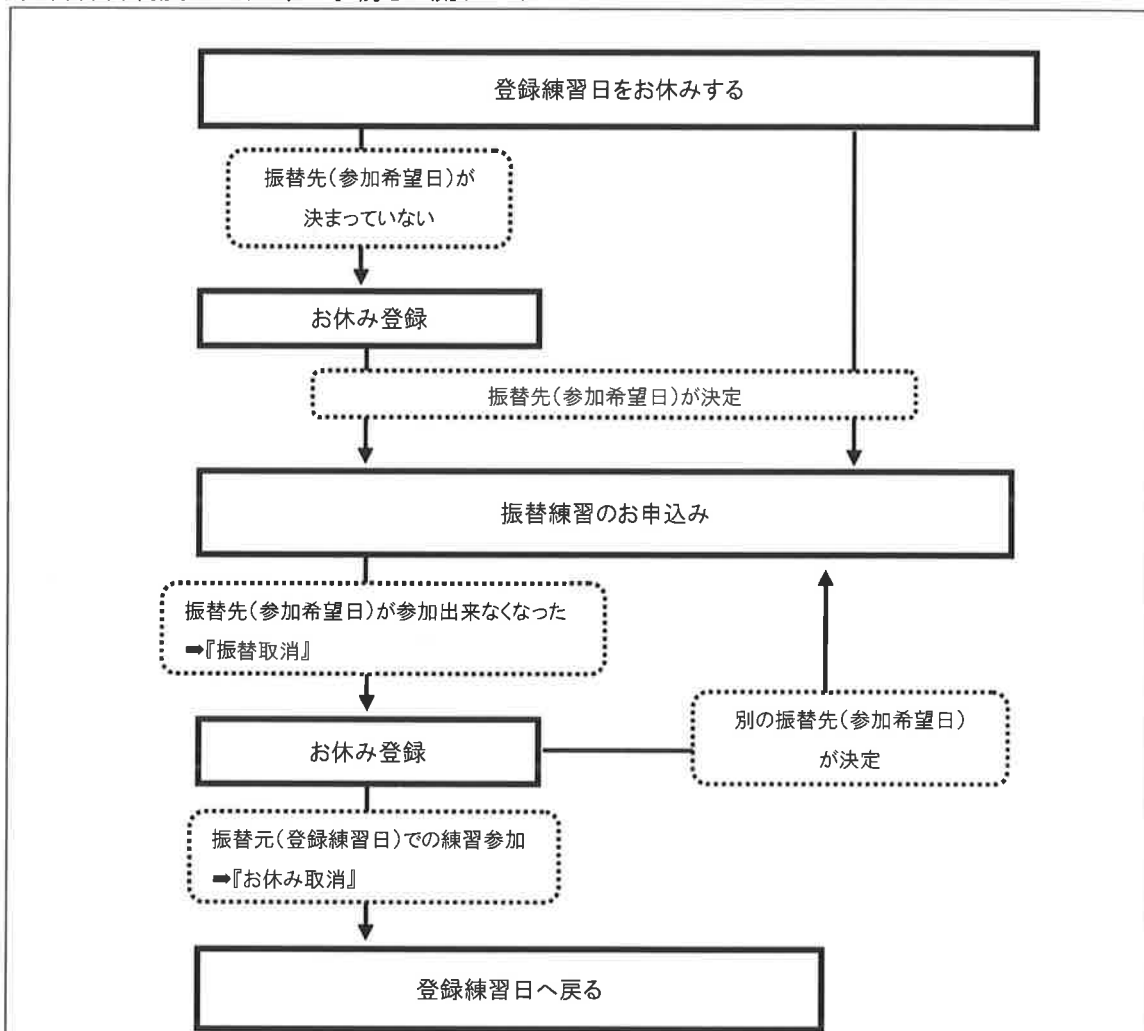 登録練習日をお休みする
振替先(参加希望日)が
決まっていない
お休み登録
振替先(参加希望日)が決定
振替練習のお申込み
振替先(参加希望日)が参加出来なくなった
➡『振替取消』
お休み登録
別の振替先(参加希望日)
が決定
振替元(登録練習日)での練習参加
➡『お休み取消』
登録練習日へ戻る